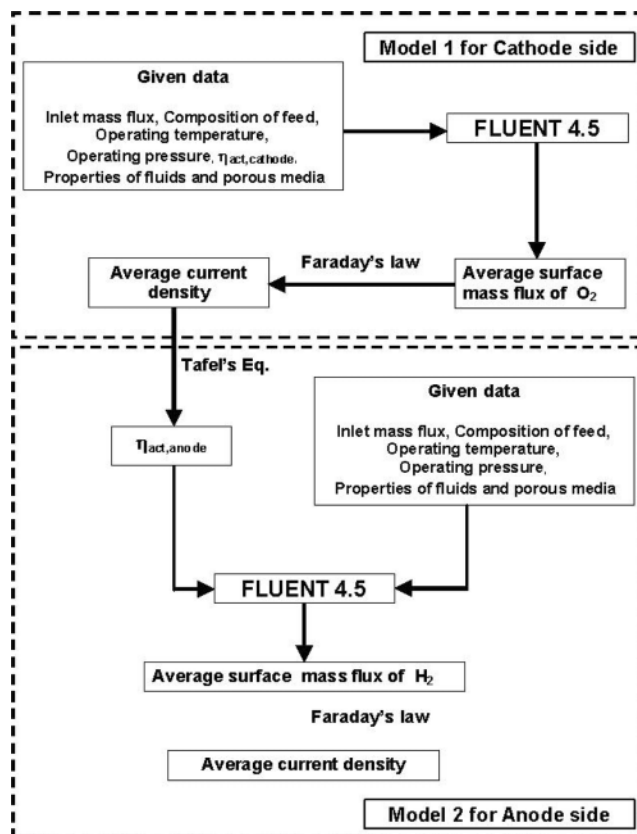 Model 1 for Cathode side
Given data
Inlet mass flux, Composition of feed,
Operating temperature,
Operating pressure, ηact,cathode.
Properties of fluids and porous media
FLUENT 4.5
Faraday's law
Average current
density
Average surface
mass flux of O₂
Tafel's Eq.
Given data
Inlet mass flux, Composition of feed,
Operating temperature,
Operating pressure,
Properties of fluids and porous media
ηact,anode
FLUENT 4.5
Average surface mass flux of H₂
Faraday's law
Average current density
Model 2 for Anode side